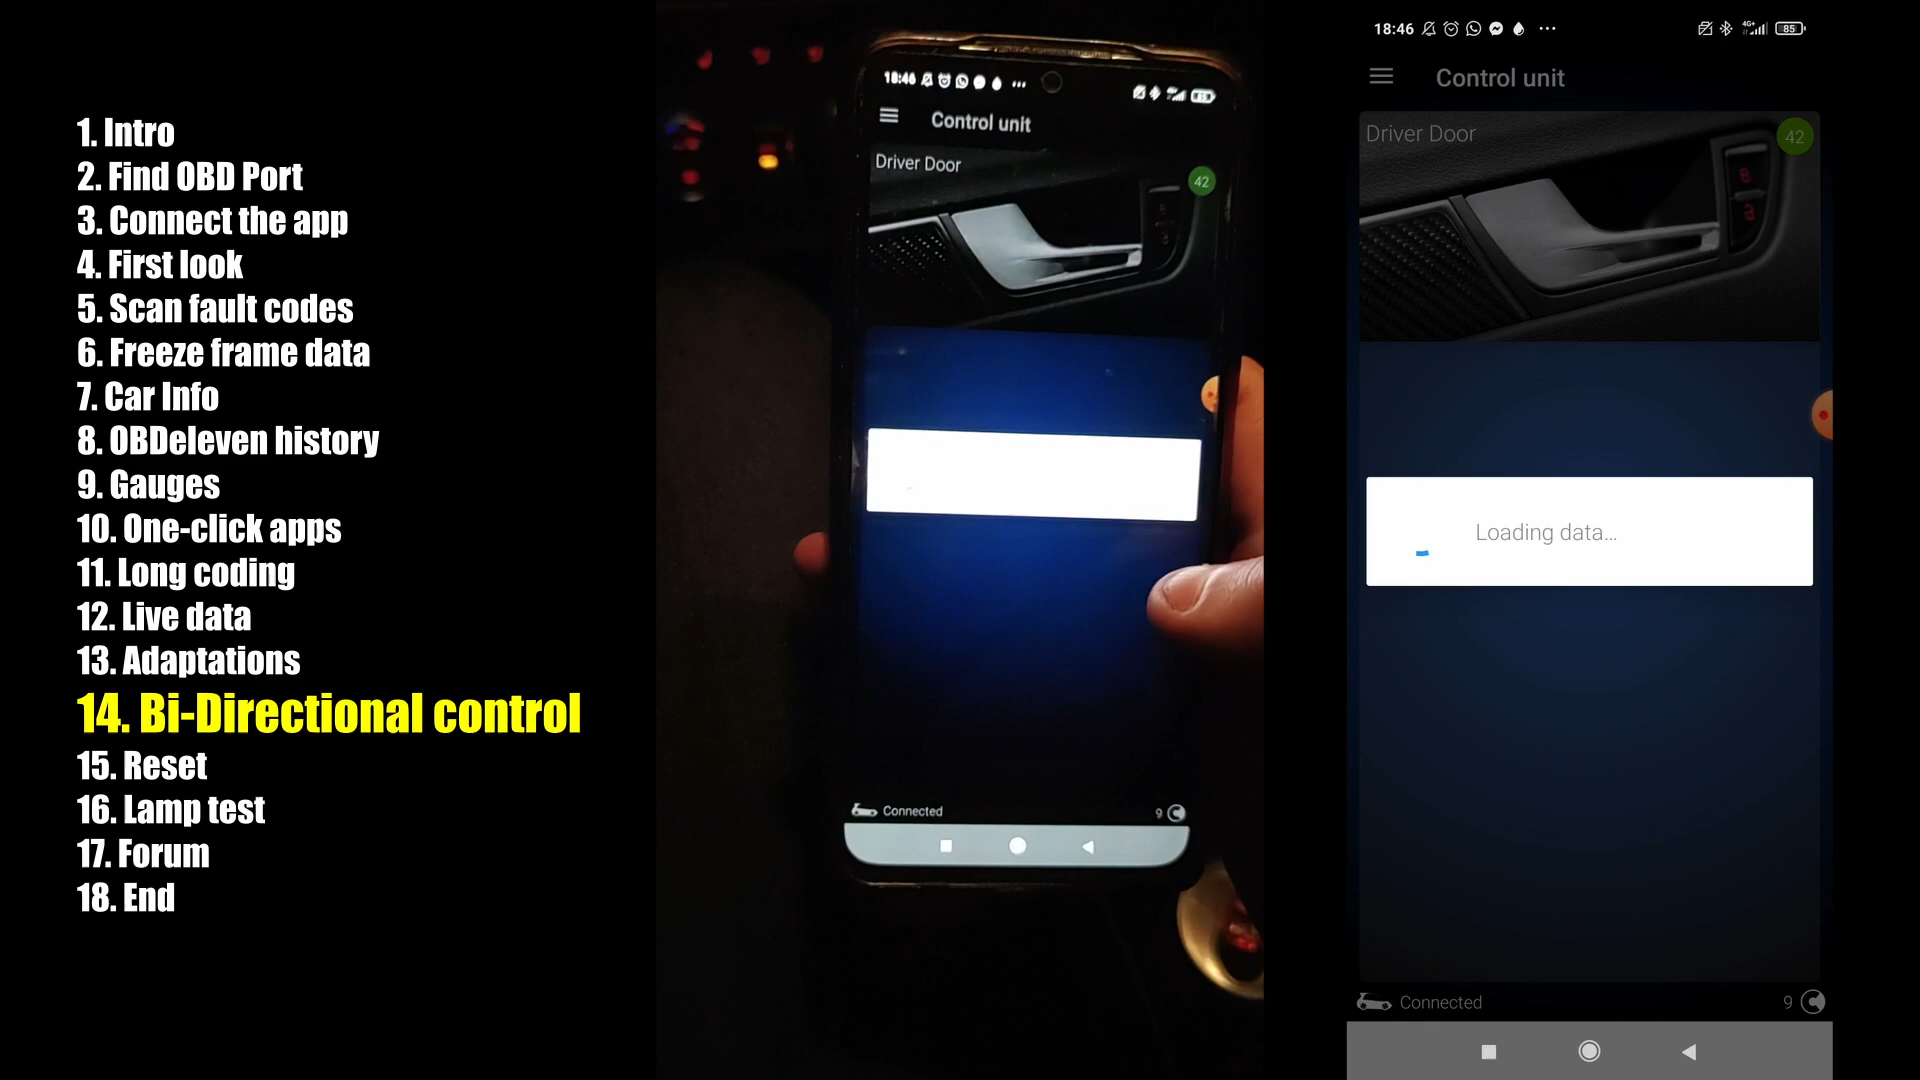 1. Intro
2. Find OBD Port
3. Connect the app
4. First look
5. Scan fault codes
6. Freeze frame data
7. Car Info
8. OBDeleven history
9. Gauges
10. One-click apps
11. Long coding
12. Live data
13. Adaptations
14. Bi-Directional control
15. Reset
16. Lamp test
17. Forum
18. End
18:46
Control unit
Driver Door
42
Connected
9
18:46
4G+
85
Control unit
Driver Door
42
Loading data...
Connected
9